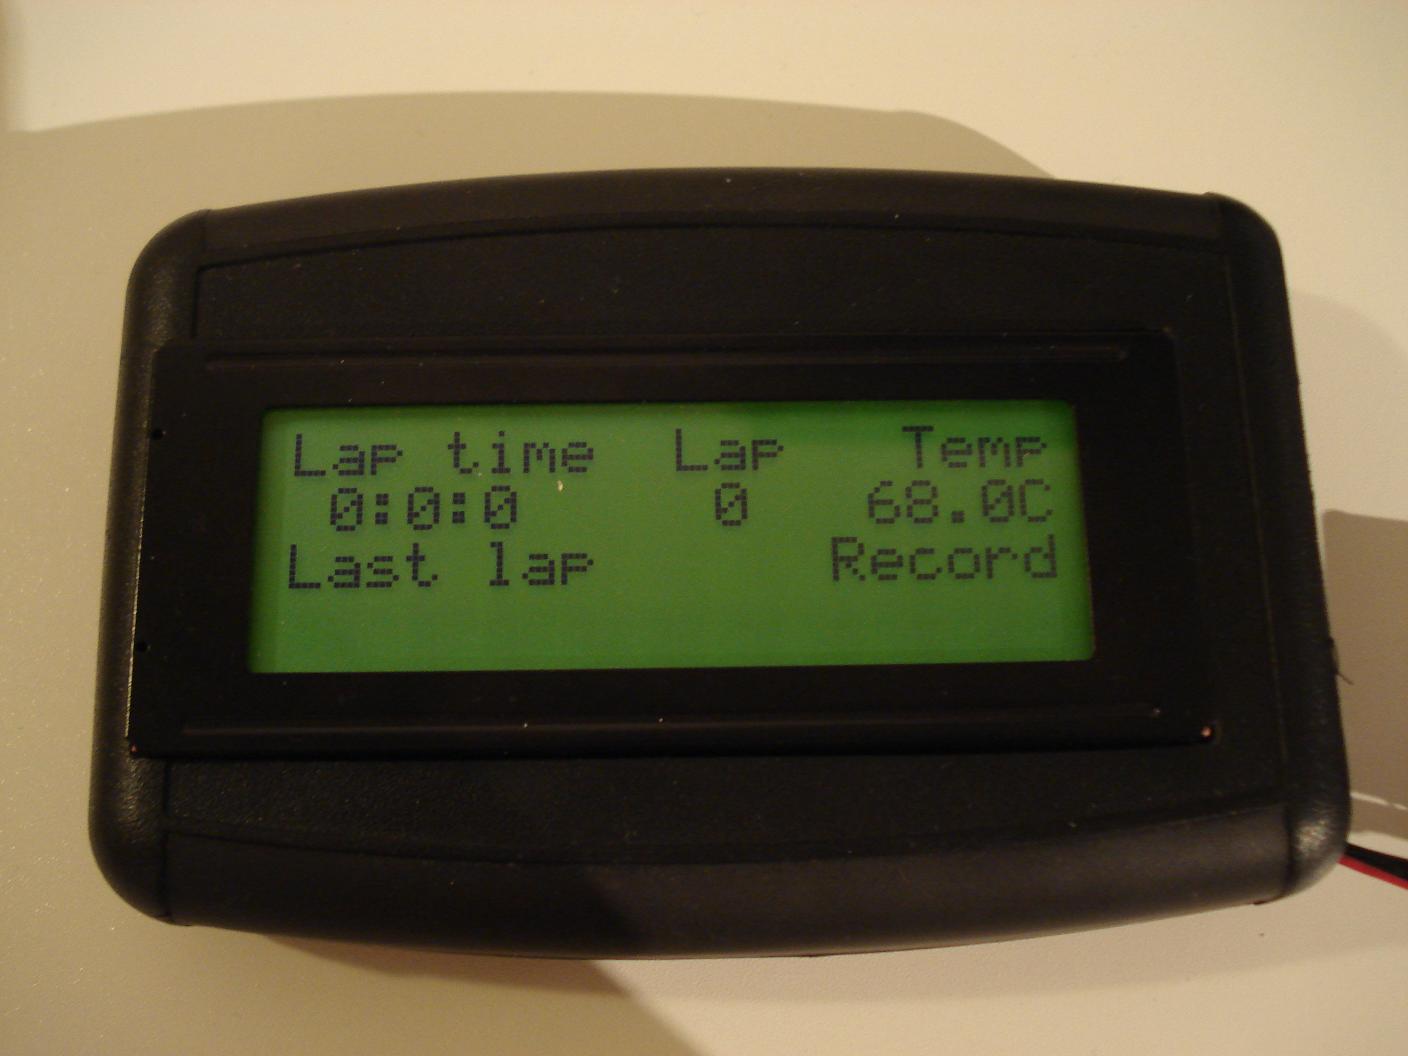 Lap time Lap Temp
0:0:0 0 68.0C
Last lap Record